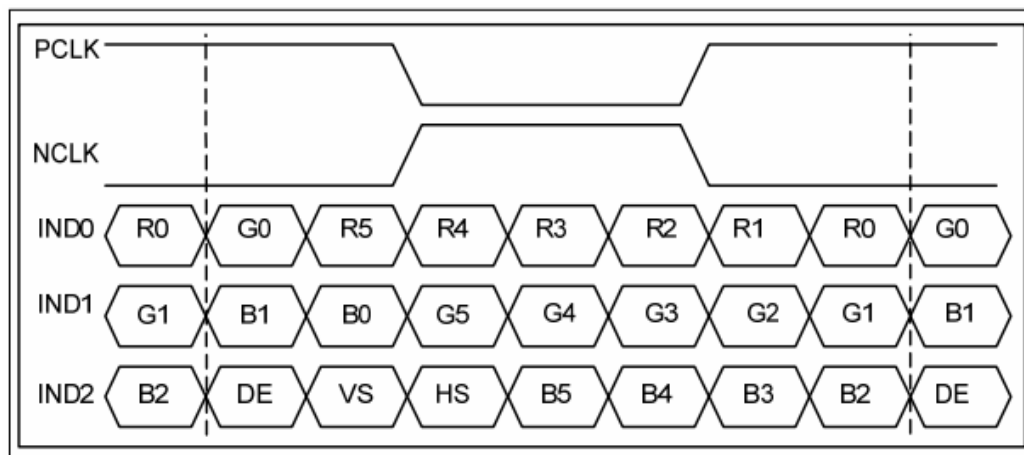 PCLK
NCLK
IND0 R0 G0 R5 R4 R3 R2 R1 R0 G0
IND1 G1 B1 B0 G5 G4 G3 G2 G1 B1
IND2 B2 DE VS HS B5 B4 B3 B2 DE